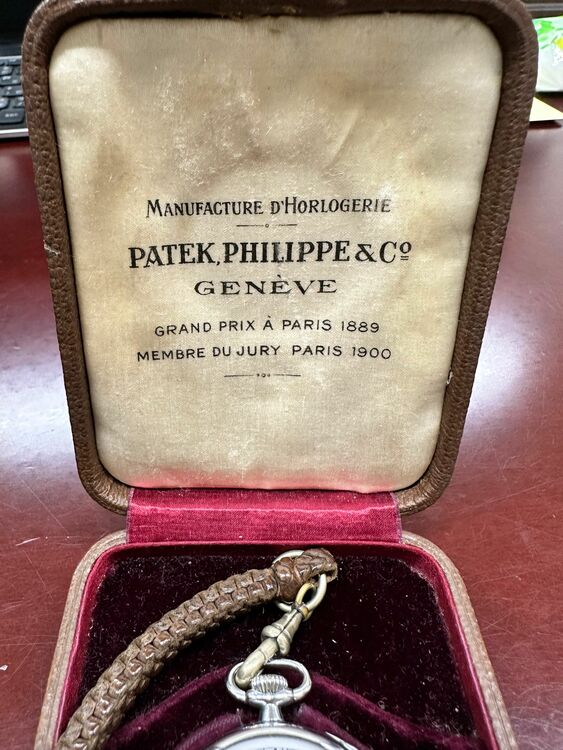 MANUFACTURE D'HORLOGERIE
PATEK, PHILIPPE & Cº
GENÈVE
GRAND PRIX À PARIS 1889
MEMBRE DU JURY PARIS 1900